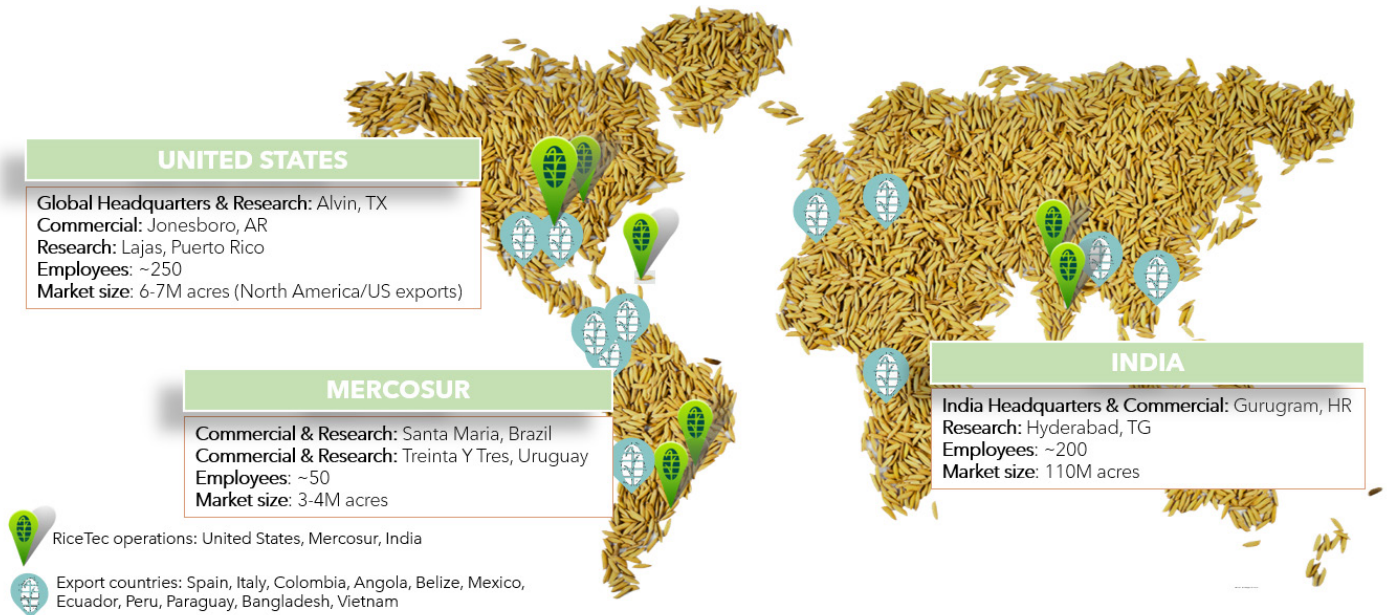 UNITED STATES
Global Headquarters & Research: Alvin, TX
Commercial: Jonesboro, AR
Research: Lajas, Puerto Rico
Employees: ~250
Market size: 6-7M acres (North America/US exports)
MERCOSUR
Commercial & Research: Santa Maria, Brazil
Commercial & Research: Treinta Y Tres, Uruguay
Employees: ~50
Market size: 3-4M acres
INDIA
India Headquarters & Commercial: Gurugram, HR
Research: Hyderabad, TG
Employees: ~200
Market size: 110M acres
RiceTec operations: United States, Mercosur, India
Export countries: Spain, Italy, Colombia, Angola, Belize, Mexico,
Ecuador, Peru, Paraguay, Bangladesh, Vietnam